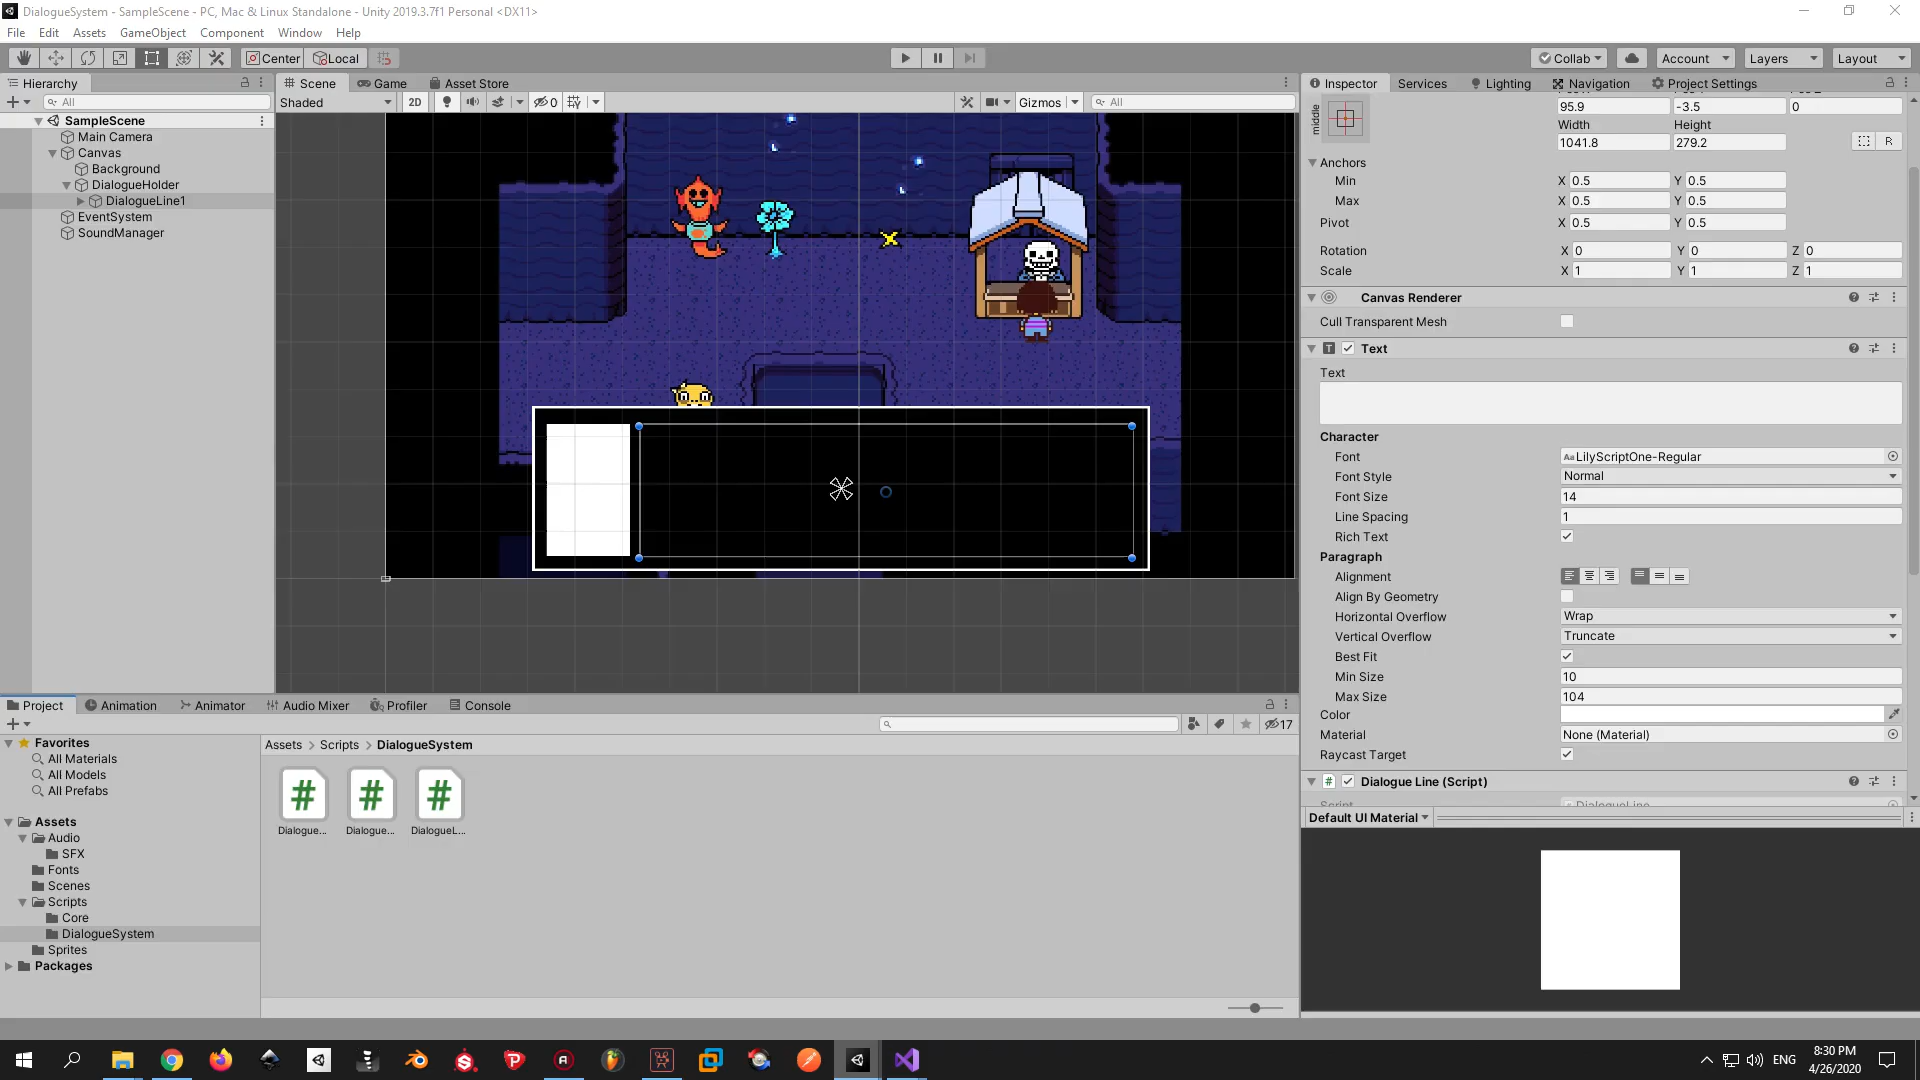 DialogueSystem - SampleScene - PC, Mac & Linux Standalone - Unity 2019.3.7f1 Personal <DX11>
File Edit Assets GameObject Component Window Help
Center Local Collab Account Layers Layout
Hierarchy
All
SampleScene
Main Camera
Canvas
Background
DialogueHolder
DialogueLine1
EventSystem
SoundManager
Scene Game Asset Store
Shaded 2D 0 Gizmos All
Inspector Services Lighting Navigation Project Settings
middle
95.9 -3.5 0
Width Height
1041.8 279.2 R
Anchors
Min X 0.5 Y 0.5
Max X 0.5 Y 0.5
Pivot X 0.5 Y 0.5
Rotation X 0 Y 0 Z 0
Scale X 1 Y 1 Z 1
Canvas Renderer
Cull Transparent Mesh
Text
Text
Character
Font LilyScriptOne-Regular
Font Style Normal
Font Size 14
Line Spacing 1
Rich Text
Paragraph
Alignment
Align By Geometry
Horizontal Overflow Wrap
Vertical Overflow Truncate
Best Fit
Min Size 10
Max Size 104
Color
Material None (Material)
Raycast Target
Dialogue Line (Script)
Script DialogueLine
Default UI Material
Project Animation Animator Audio Mixer Profiler Console
17
Favorites
All Materials
All Models
All Prefabs
Assets
Audio
SFX
Fonts
Scenes
Scripts
Core
DialogueSystem
Sprites
Packages
Assets > Scripts > DialogueSystem
Dialogue... Dialogue... DialogueL...
ENG
8:30 PM
4/26/2020